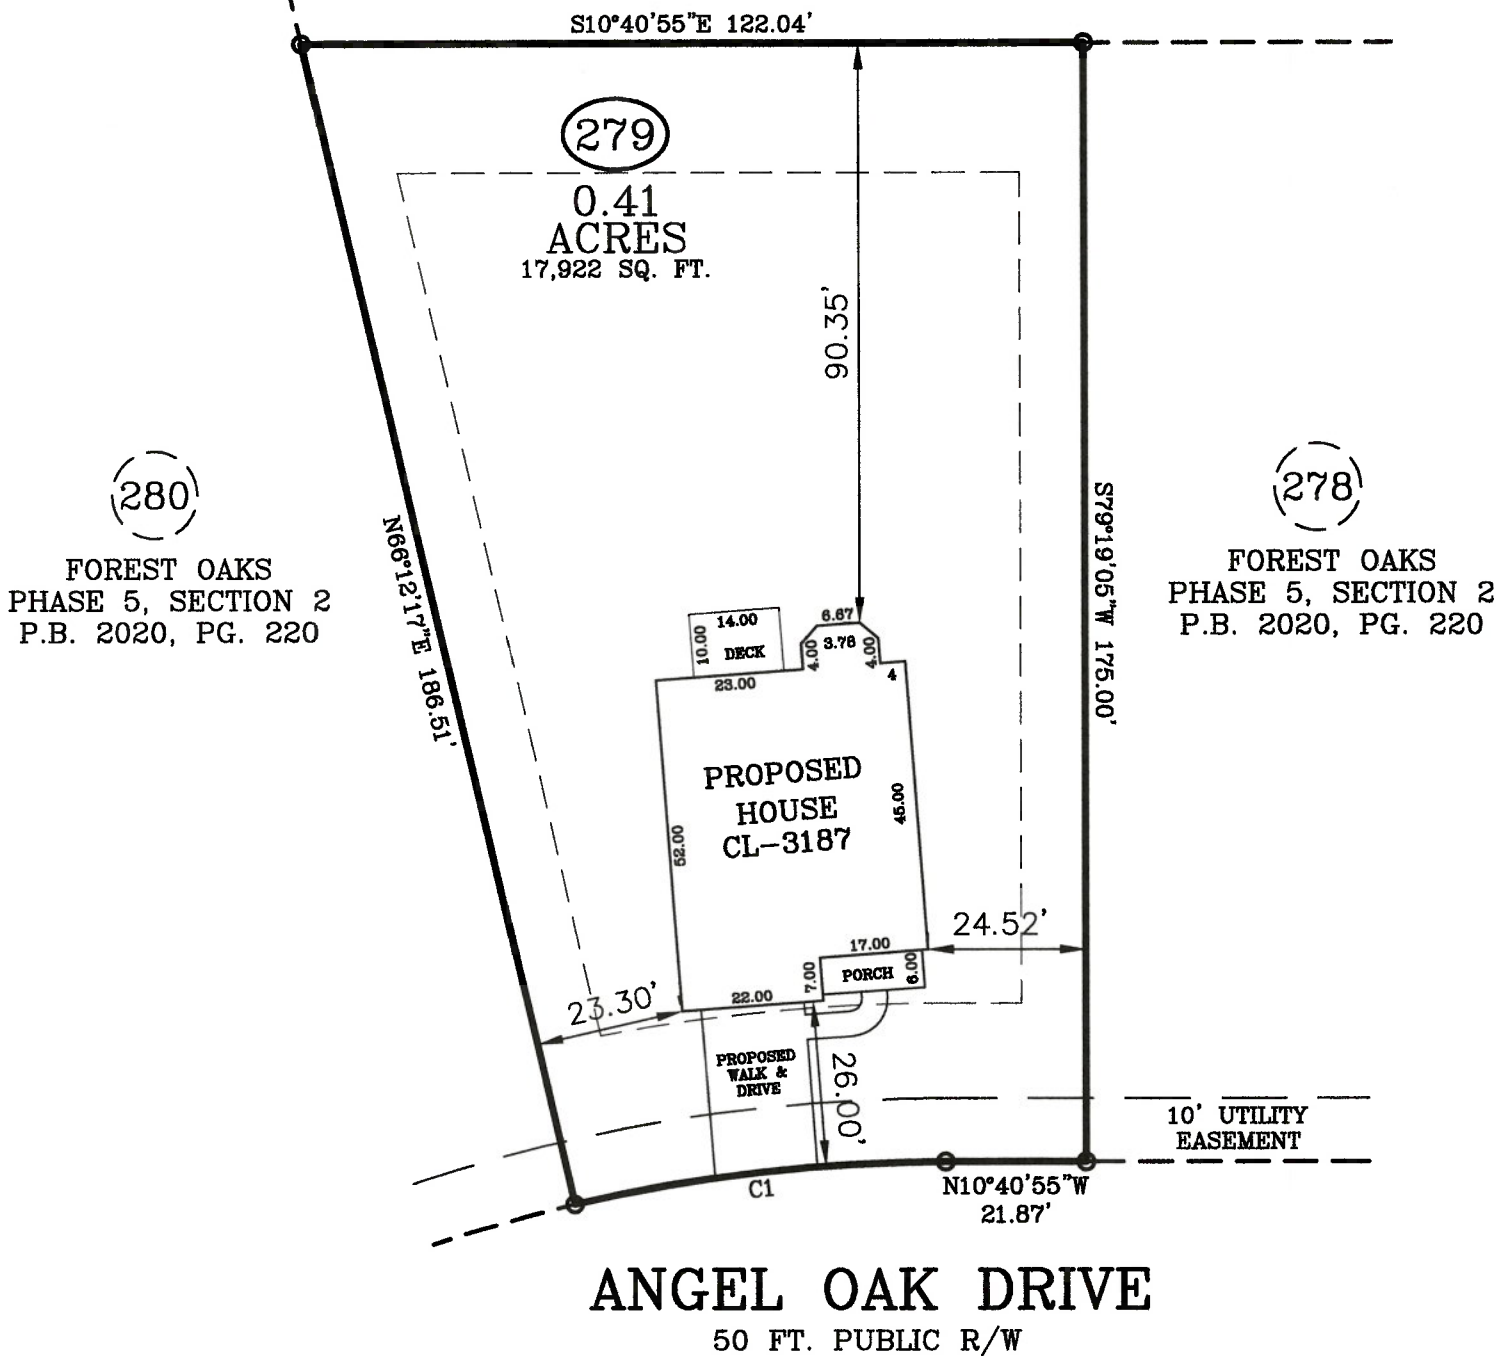 S10°40'55"E 122.04'
279
0.41
ACRES
17,922 SQ. FT.
90.35'
280
FOREST OAKS
PHASE 5, SECTION 2
P.B. 2020, PG. 220
N66°12'17"E 186.51'
278
FOREST OAKS
PHASE 5, SECTION 2
P.B. 2020, PG. 220
S79°19'05"W 175.00'
14.00
10.00
DECK
23.00
6.67
3.78
4.00
4.00
4
PROPOSED
HOUSE
CL-3187
52.00
45.00
24.52'
17.00
PORCH
6.00
7.00
22.00
23.30'
PROPOSED
WALK &
DRIVE
26.00'
10' UTILITY
EASEMENT
C1
N10°40'55"W
21.87'
ANGEL OAK DRIVE
50 FT. PUBLIC R/W